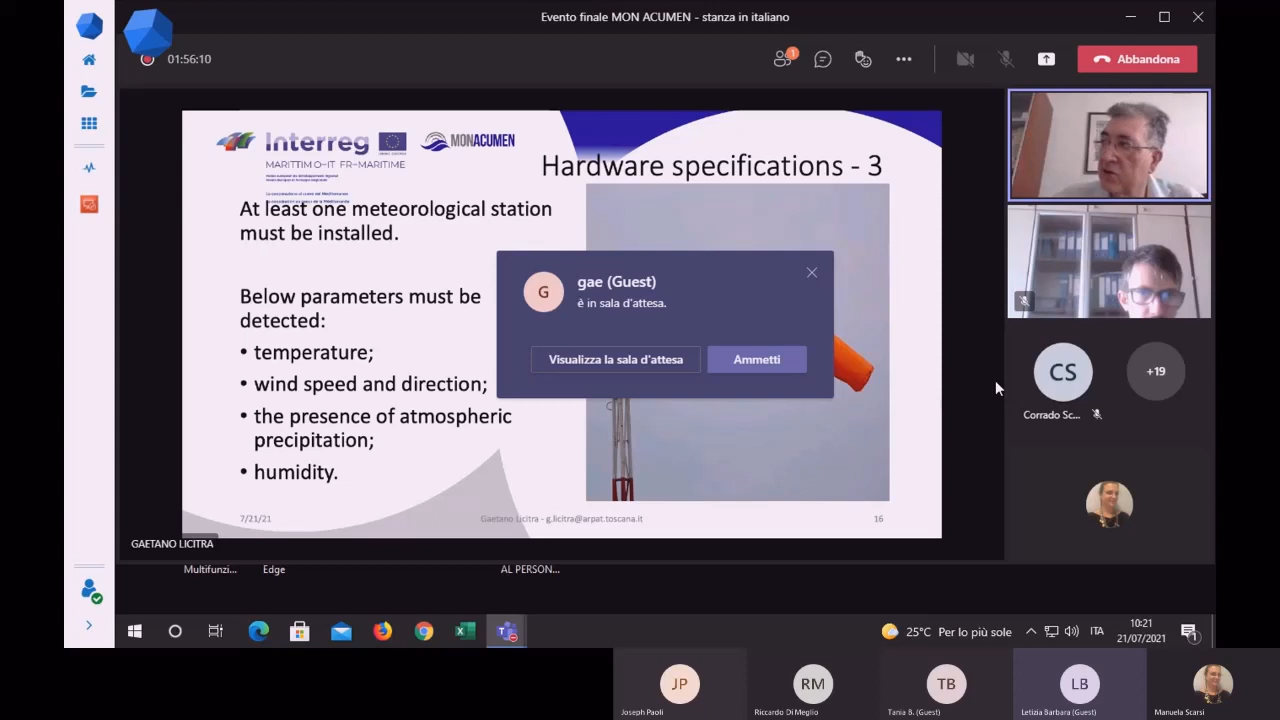 Evento finale MON ACUMEN - stanza in italiano
01:56:10
1
Abbandona
Interreg
MONACUMEN
MARITTIMO-IT FR-MARITIME
Hardware specifications - 3
At least one meteorological station
must be installed.
Below parameters must be
detected:
• temperature;
• wind speed and direction;
• the presence of atmospheric
precipitation;
• humidity.
7/21/21
Gaetano Licitra - g.licitra@arpat.toscana.it
16
G
gae (Guest)
è in sala d'attesa.
Visualizza la sala d'attesa
Ammetti
CS
+19
Corrado Sc...
GAETANO LICITRA
Multifunzi...
Edge
AL PERSON...
25°C Per lo più sole
ITA
10:21
21/07/2021
1
JP
RM
TB
LB
Joseph Paoli
Riccardo Di Meglio
Tania B. (Guest)
Letizia Barbara (Guest)
Manuela Scarsi